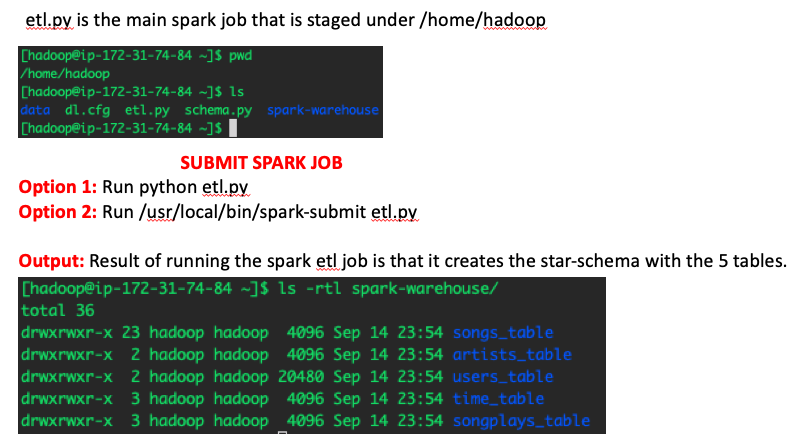 etl.py is the main spark job that is staged under /home/hadoop
[hadoop@ip-172-31-74-84 ~]$ pwd
/home/hadoop
[hadoop@ip-172-31-74-84 ~]$ ls
data  dl.cfg  etl.py  schema.py  spark-warehouse
[hadoop@ip-172-31-74-84 ~]$
SUBMIT SPARK JOB
Option 1: Run python etl.py
Option 2: Run /usr/local/bin/spark-submit etl.py
Output: Result of running the spark etl job is that it creates the star-schema with the 5 tables.
[hadoop@ip-172-31-74-84 ~]$ ls -rtl spark-warehouse/
total 36
drwxrwxr-x 23 hadoop hadoop  4096 Sep 14 23:54 songs_table
drwxrwxr-x  2 hadoop hadoop  4096 Sep 14 23:54 artists_table
drwxrwxr-x  2 hadoop hadoop 20480 Sep 14 23:54 users_table
drwxrwxr-x  3 hadoop hadoop  4096 Sep 14 23:54 time_table
drwxrwxr-x  3 hadoop hadoop  4096 Sep 14 23:54 songplays_table